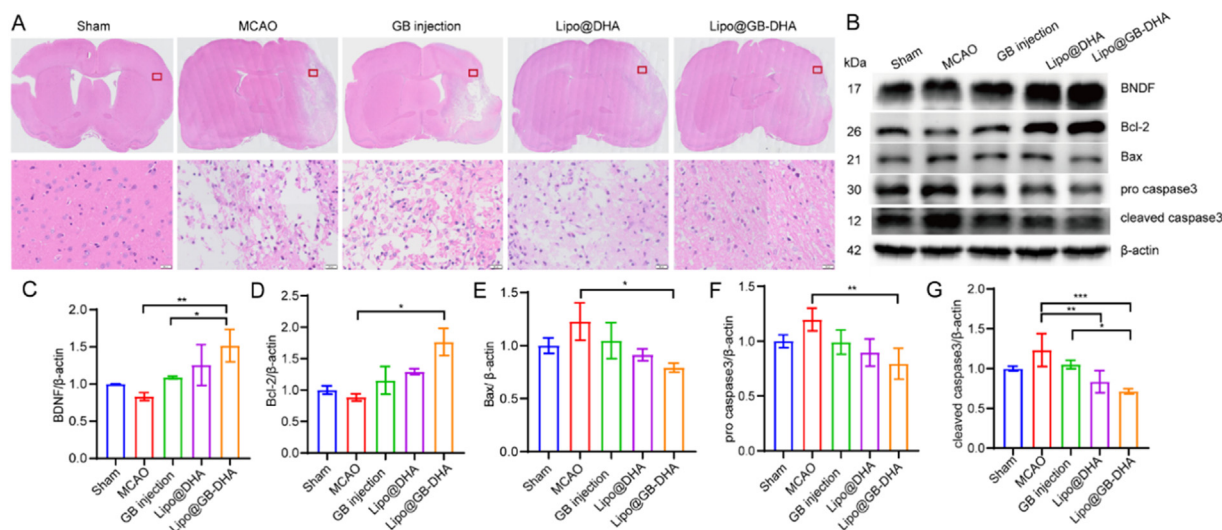 A
Sham
MCAO
GB injection
Lipo@DHA
Lipo@GB-DHA
B
kDa
Sham
MCAO
GB injection
Lipo@DHA
Lipo@GB-DHA
17
BNDF
26
Bcl-2
21
Bax
30
pro caspase3
12
cleaved caspase3
42
β-actin
C
BDNF/β-actin
2.0
1.5
1.0
0.5
0.0
**
*
Sham
MCAO
GB injection
Lipo@DHA
Lipo@GB-DHA
D
Bcl-2/β-actin
2.5
2.0
1.5
1.0
0.5
0.0
*
Sham
MCAO
GB injection
Lipo@DHA
Lipo@GB-DHA
E
Bax/ β-actin
1.5
1.0
0.5
0.0
*
Sham
MCAO
GB injection
Lipo@DHA
Lipo@GB-DHA
F
pro caspase3/β-actin
1.5
1.0
0.5
0.0
**
Sham
MCAO
GB injection
Lipo@DHA
Lipo@GB-DHA
G
cleaved caspase3/β-actin
2.0
1.5
1.0
0.5
0.0
***
**
*
Sham
MCAO
GB injection
Lipo@DHA
Lipo@GB-DHA